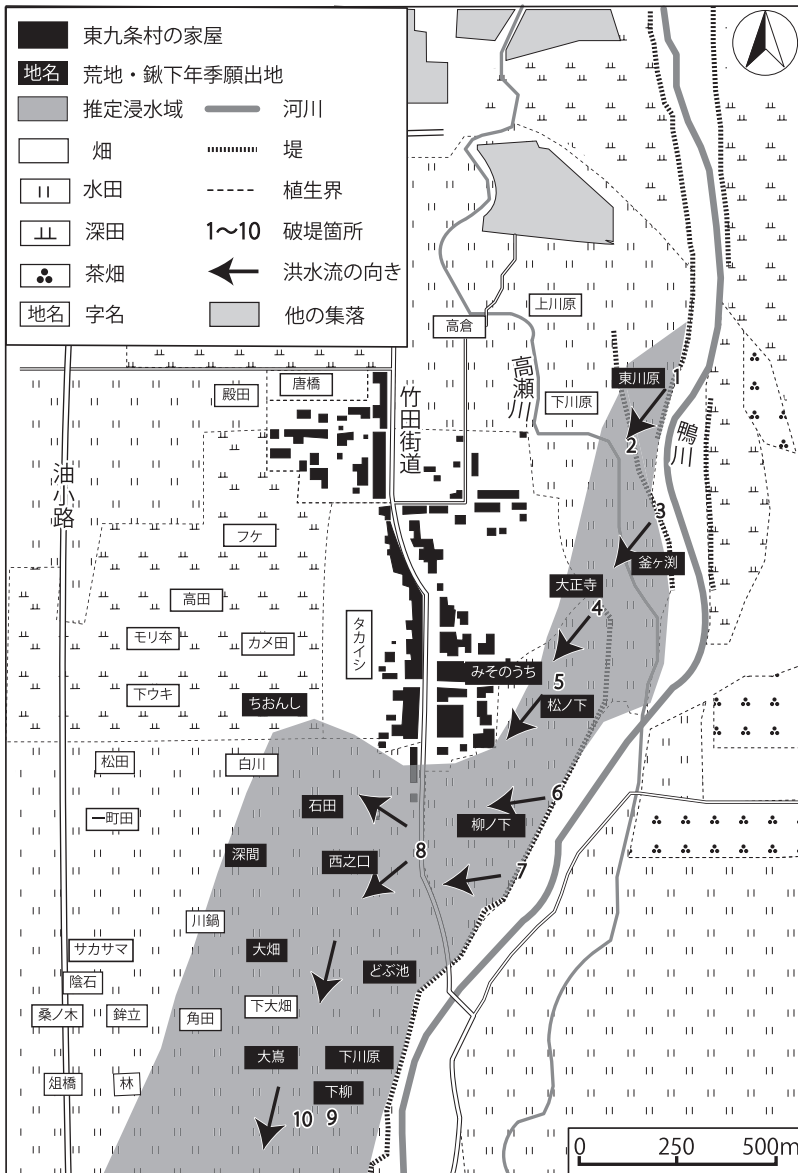 東九条村の家屋
地名 荒地・鍬下年季願出地
推定浸水域 河川
畑 堤
水田 植生界
深田 1〜10 破堤箇所
茶畑 洪水流の向き
地名 字名 他の集落
上川原
高倉
高瀬川
東川原
1
唐橋
殿田
竹田街道
下川原
2
鴨川
油小路
3
フケ
釜ヶ渕
大正寺
高田
4
タカイシ
モリ本
カメ田
みそのうち
5
下ウキ
ちおんし
松ノ下
松田
白川
6
石田
一町田
柳ノ下
8
深間
西之口
7
川鍋
サカサマ
大畑
どぶ池
陰石
桑ノ木
鉾立
角田
下大畑
大嶌
下川原
俎橋
林
下柳
10 9
0 250 500m